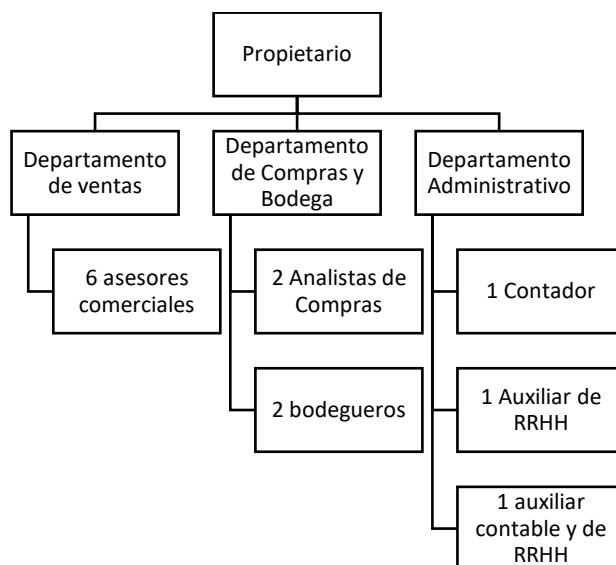 Propietario
Departamento
de ventas
6 asesores
comerciales
Departamento
de Compras y
Bodega
2 Analistas de
Compras
2 bodegueros
Departamento
Administrativo
1 Contador
1 Auxiliar de
RRHH
1 auxiliar
contable y de
RRHH